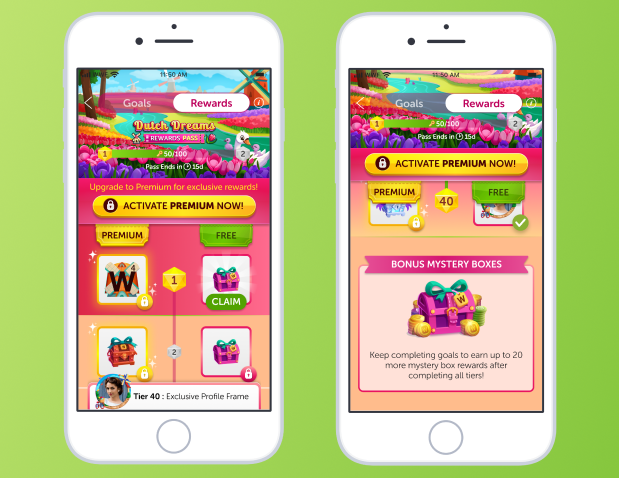 WWF 11:50 AM
Goals Rewards i
Dutch Dreams
REWARDS PASS
1 50/100 2
Pass Ends in 15d
Upgrade to Premium for exclusive rewards!
ACTIVATE PREMIUM NOW!
PREMIUM FREE
W 4
1
CLAIM
2
Tier 40 : Exclusive Profile Frame
WWF 11:50 AM
Goals Rewards i
1 50/100 2
Pass Ends in 15d
ACTIVATE PREMIUM NOW!
PREMIUM 40 FREE
BONUS MYSTERY BOXES
W
W
Keep completing goals to earn up to 20
more mystery box rewards after
completing all tiers!